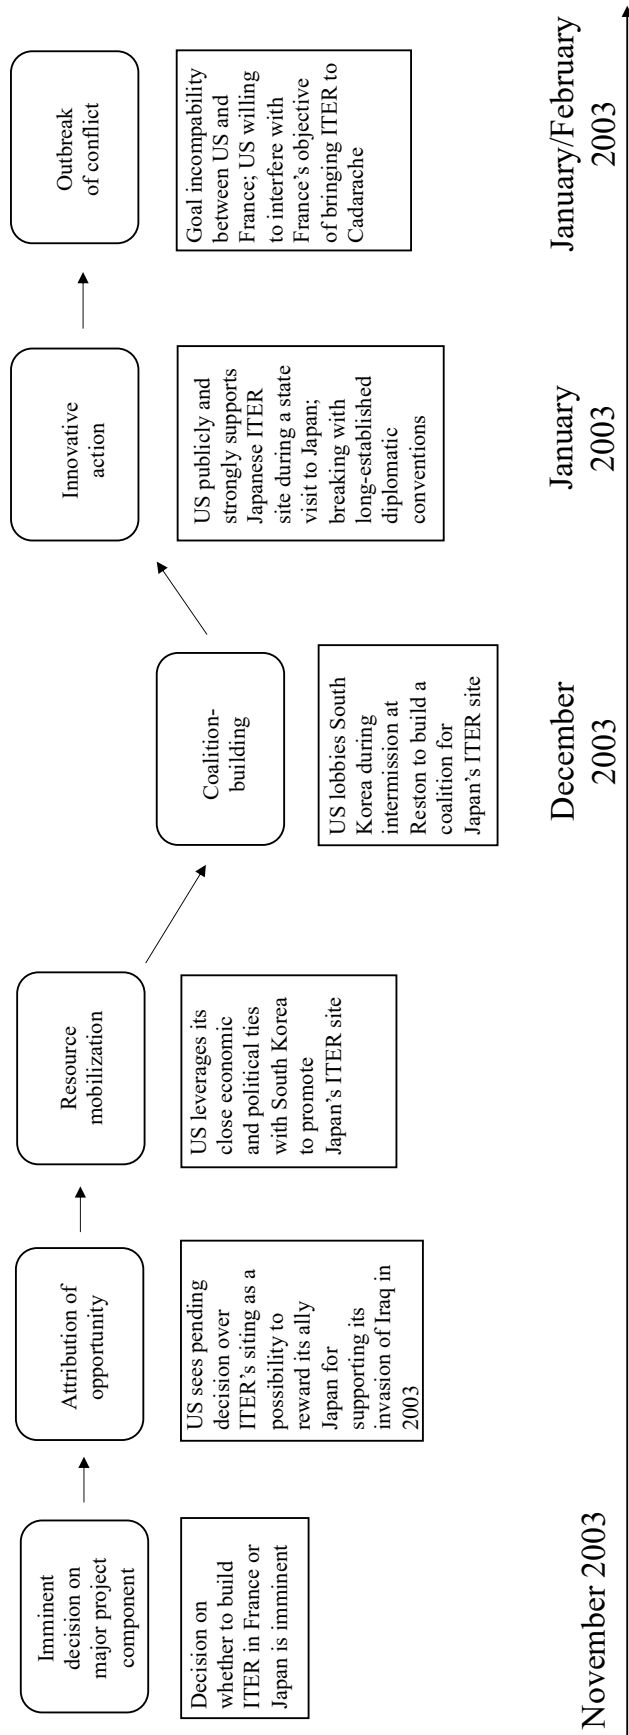 Imminent
decision on
major project
component
Decision on
whether to build
ITER in France or
Japan is imminent
Attribution of
opportunity
US sees pending
decision over
ITER's siting as a
possibility to
reward its ally
Japan for
supporting its
invasion of Iraq in
2003
Resource
mobilization
US leverages its
close economic
and political ties
with South Korea
to promote
Japan's ITER site
Coalition-
building
US lobbies South
Korea during
intermission at
Reston to build a
coalition for
Japan's ITER site
Innovative
action
US publicly and
strongly supports
Japanese ITER
site during a state
visit to Japan;
breaking with
long-established
diplomatic
conventions
Outbreak
of conflict
Goal incompability
between US and
France; US willing
to interfere with
France's objective
of bringing ITER to
Cadarache
November 2003
December
2003
January
2003
January/February
2003